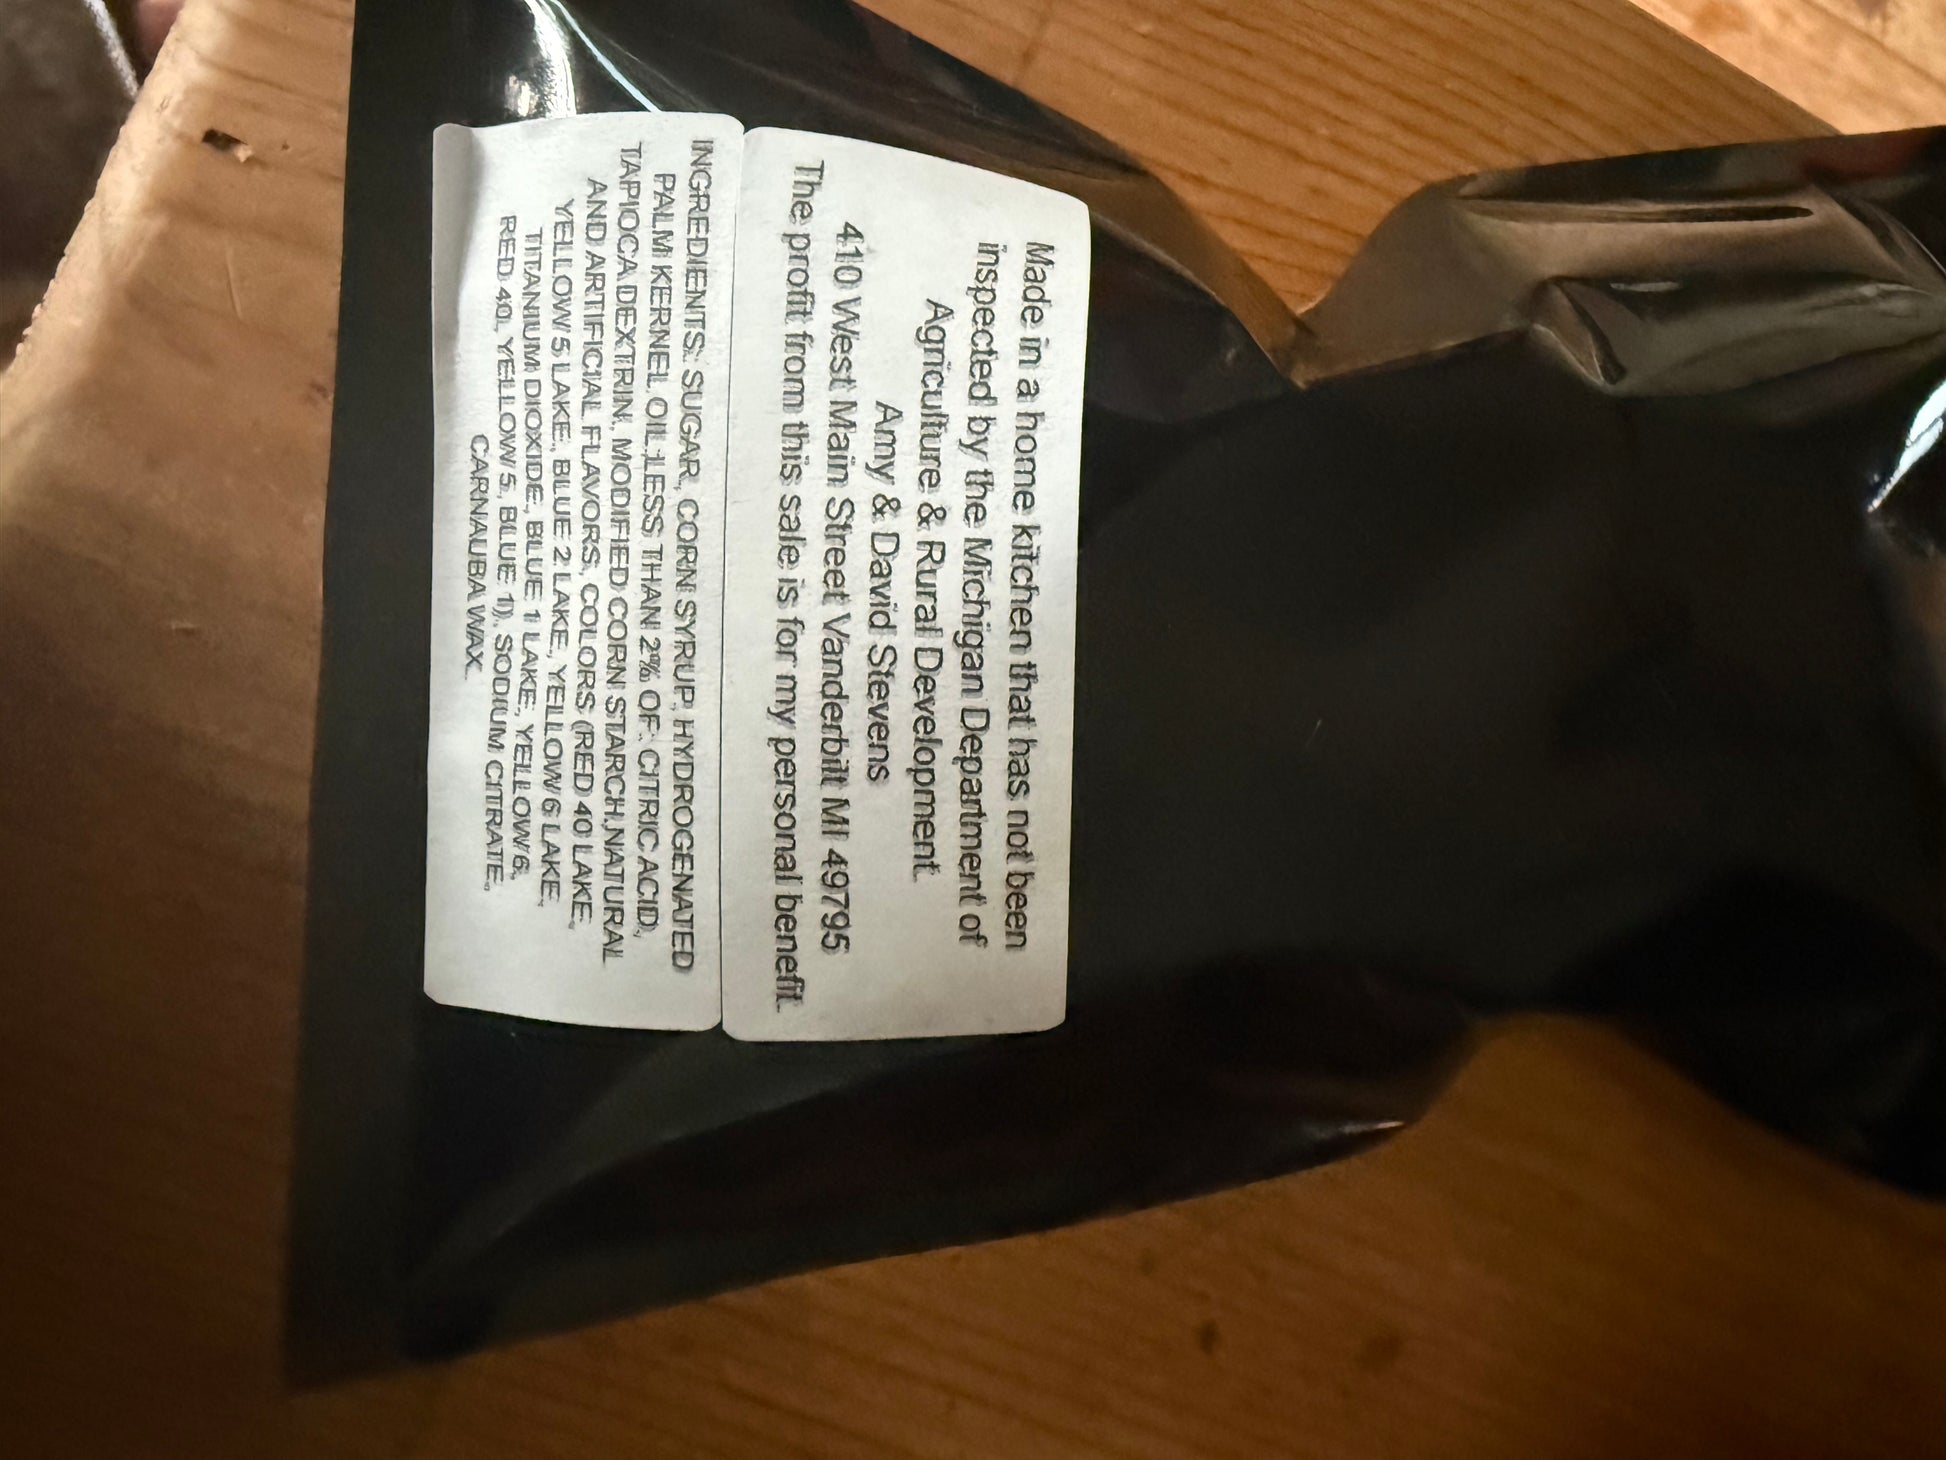 Made in a home kitchen that has not been
inspected by the Michigan Department of
Agriculture & Rural Development.
Amy & David Stevens
410 West Main Street Vanderbilt MI 49795
The profit from this sale is for my personal benefit.
INGREDIENTS: SUGAR, CORN SYRUP, HYDROGENATED
PALM KERNEL OIL;LESS THAN 2% OF: CITRIC ACID,
TAPIOCA DEXTRIN, MODIFIED CORN STARCH,NATURAL
AND ARTIFICIAL FLAVORS, COLORS (RED 40 LAKE,
YELLOW 5 LAKE, BLUE 2 LAKE, YELLOW 6 LAKE,
TITANIUM DIOXIDE, BLUE 1 LAKE, YELLOW 6,
RED 40, YELLOW 5, BLUE 1), SODIUM CITRATE,
CARNAUBA WAX.